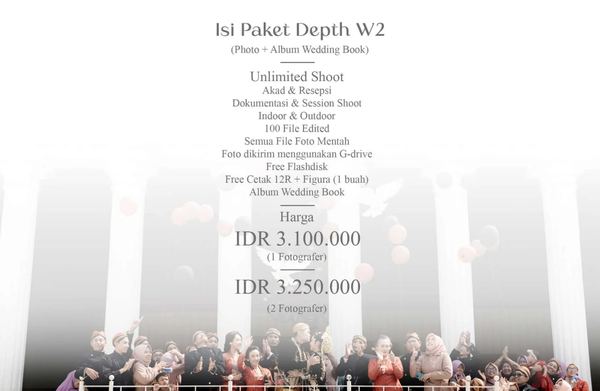 Isi Paket Depth W2
(Photo + Album Wedding Book)
Unlimited Shoot
Akad & Resepsi
Dokumentasi & Session Shoot
Indoor & Outdoor
100 File Edited
Semua File Foto Mentah
Foto dikirim menggunakan G-drive
Free Flashdisk
Free Cetak 12R + Figura (1 buah)
Album Wedding Book
Harga
IDR 3.100.000
(1 Fotografer)
IDR 3.250.000
(2 Fotografer)